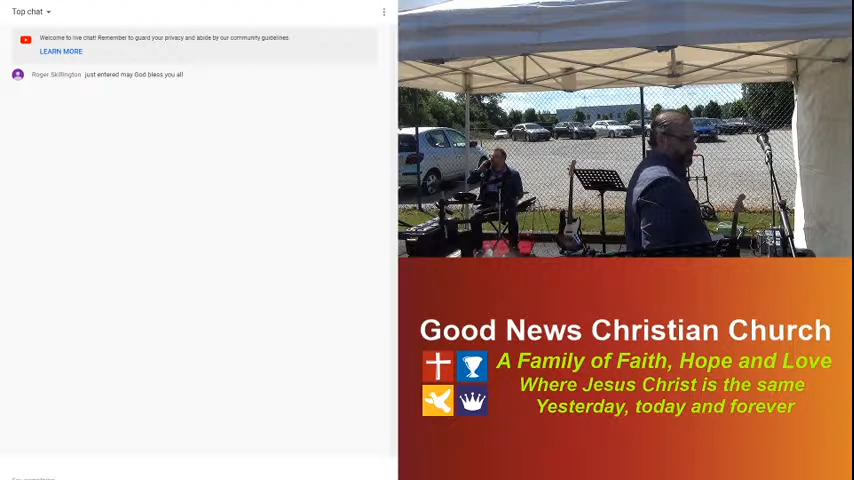 Top chat
Welcome to live chat! Remember to guard your privacy and abide by our community guidelines.
LEARN MORE
Roger Skillington just entered may God bless you all
Good News Christian Church
A Family of Faith, Hope and Love
Where Jesus Christ is the same
Yesterday, today and forever